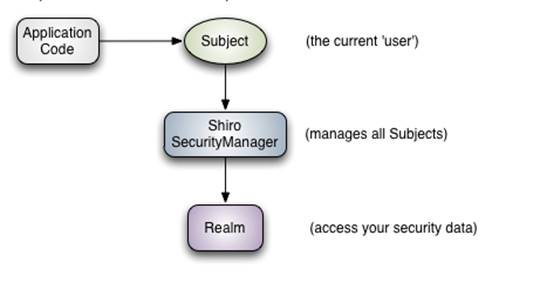 Application
Code
Subject
(the current 'user')
Shiro
SecurityManager
(manages all Subjects)
Realm
(access your security data)